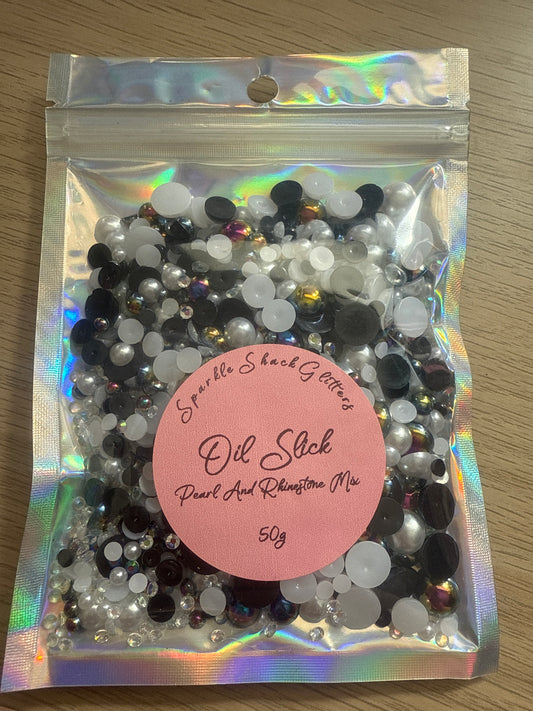 Sparkle Shack Glitters
Oil Slick
Pearl And Rhinestone Mix
50g